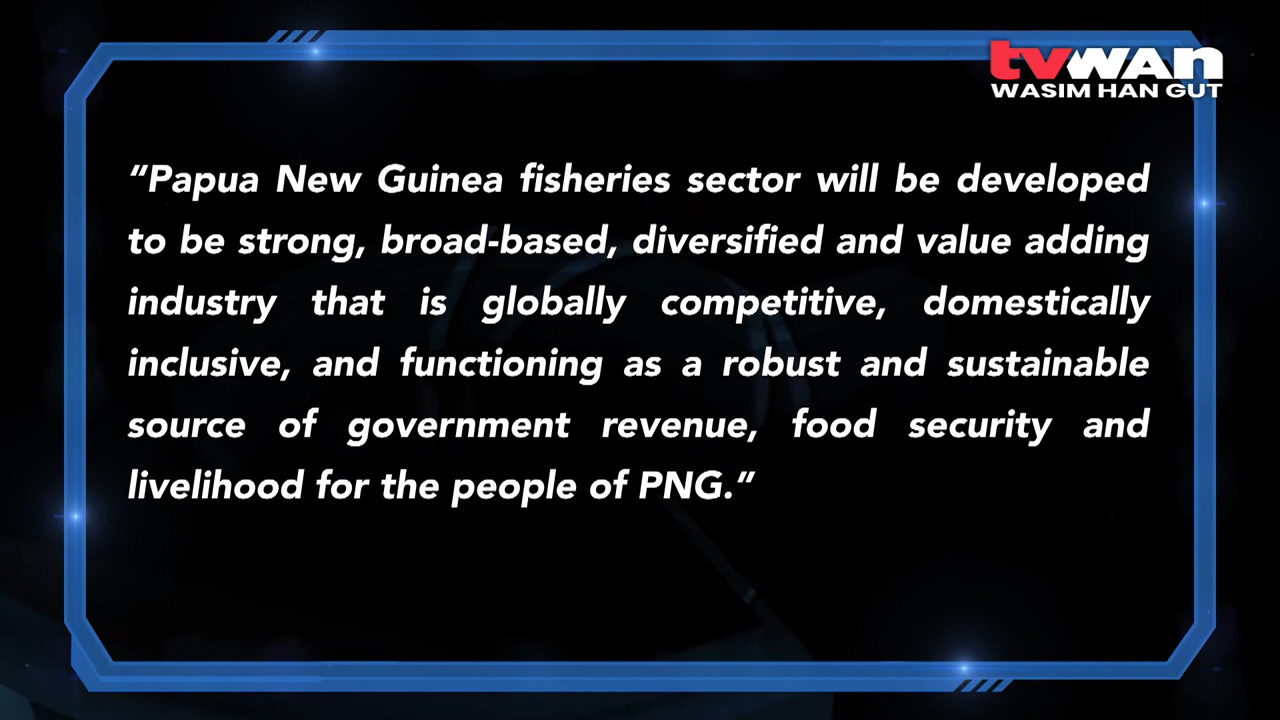 tvwan
WASIM HAN GUT
“Papua New Guinea fisheries sector will be developed
to be strong, broad-based, diversified and value adding
industry that is globally competitive, domestically
inclusive, and functioning as a robust and sustainable
source of government revenue, food security and
livelihood for the people of PNG.”